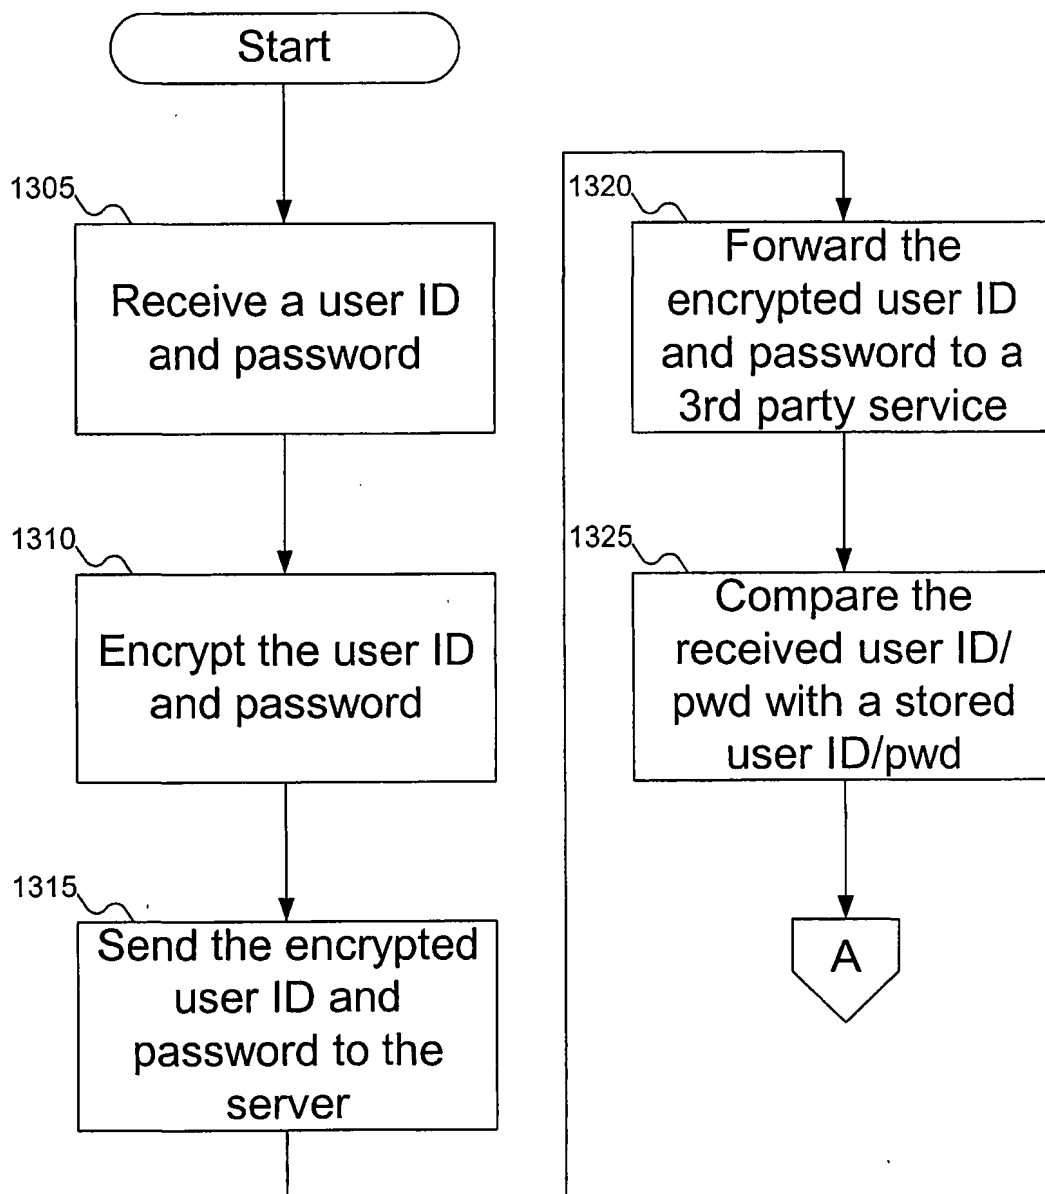 Start
1305
Receive a user ID
and password
1310
Encrypt the user ID
and password
1315
Send the encrypted
user ID and
password to the
server
1320
Forward the
encrypted user ID
and password to a
3rd party service
1325
Compare the
received user ID/
pwd with a stored
user ID/pwd
A